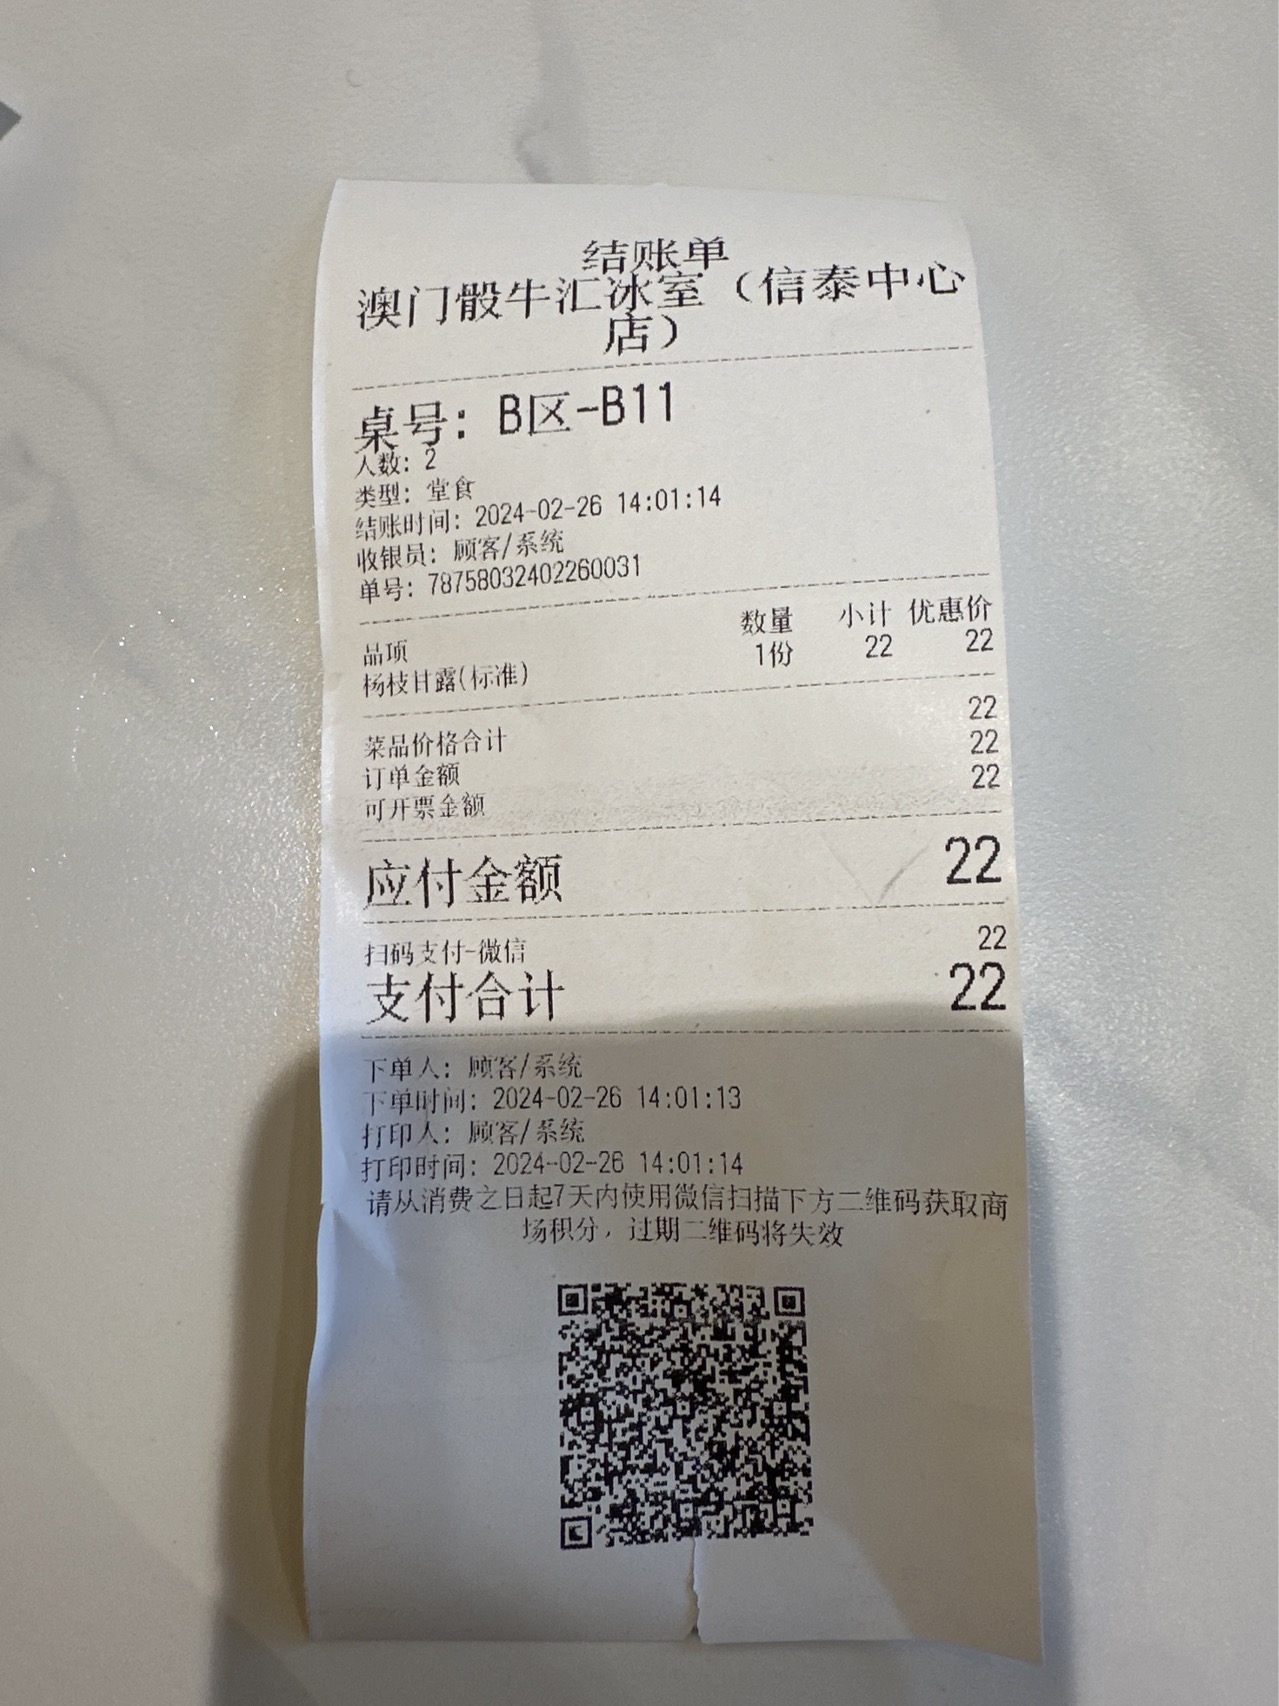 结账单
澳门骰牛汇冰室（信泰中心
店）
桌号：B区-B11
人数：2
类型：堂食
结账时间：2024-02-26 14:01:14
收银员：顾客/系统
单号：78758032402260031
品项 数量 小计 优惠价
杨枝甘露(标准) 1份 22 22
菜品价格合计 22
订单金额 22
可开票金额 22
应付金额 22
扫码支付-微信 22
支付合计 22
下单人：顾客/系统
下单时间：2024-02-26 14:01:13
打印人：顾客/系统
打印时间：2024-02-26 14:01:14
请从消费之日起7天内使用微信扫描下方二维码获取商
场积分，过期二维码将失效